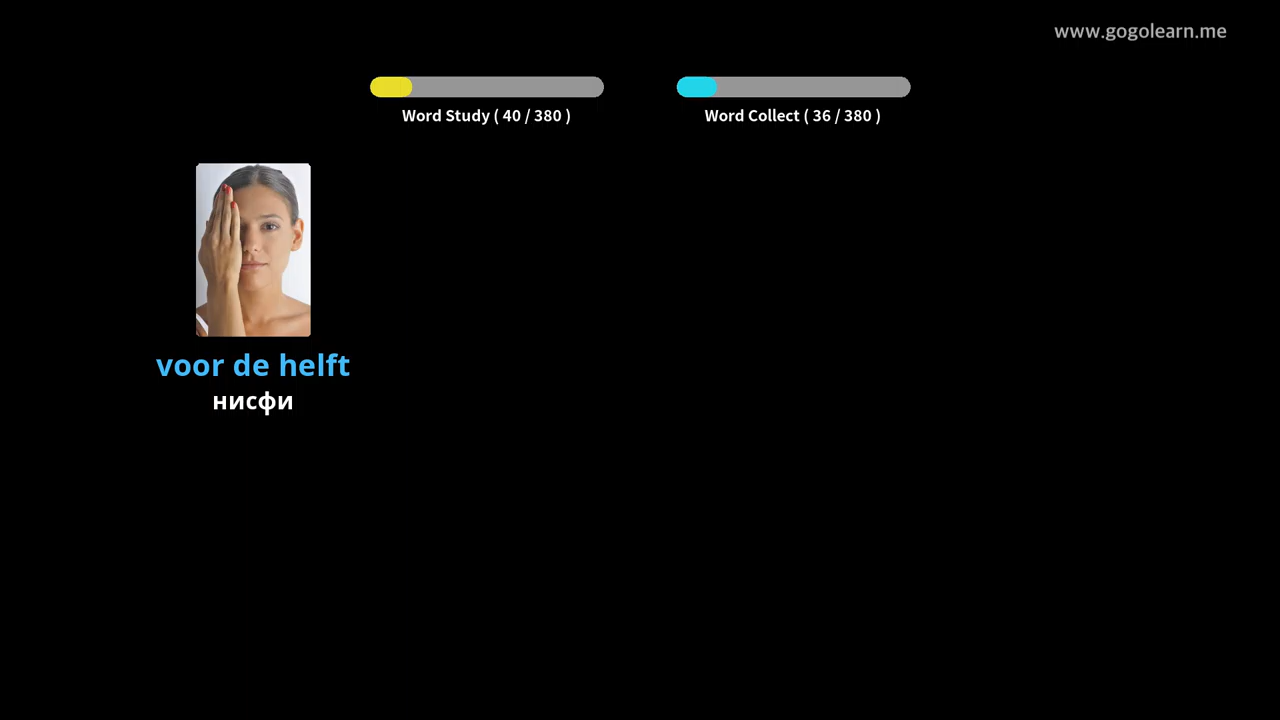 www.gogolearn.me
Word Study ( 40 / 380 )
Word Collect ( 36 / 380 )
voor de helft
нисфи